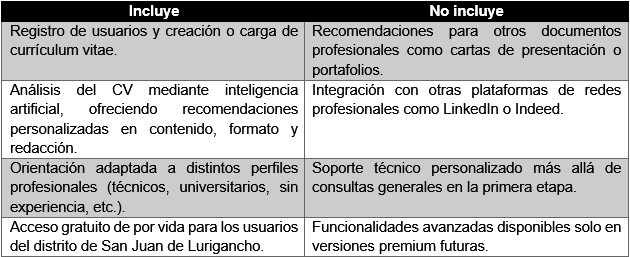 Incluye
No incluye
Registro de usuarios y creación o carga de
currículum vitae.
Recomendaciones para otros documentos
profesionales como cartas de presentación o
portafolios.
Análisis del CV mediante inteligencia
artificial, ofreciendo recomendaciones
personalizadas en contenido, formato y
redacción.
Integración con otras plataformas de redes
profesionales como LinkedIn o Indeed.
Orientación adaptada a distintos perfiles
profesionales (técnicos, universitarios, sin
experiencia, etc.).
Soporte técnico personalizado más allá de
consultas generales en la primera etapa.
Acceso gratuito de por vida para los usuarios
del distrito de San Juan de Lurigancho.
Funcionalidades avanzadas disponibles solo en
versiones premium futuras.